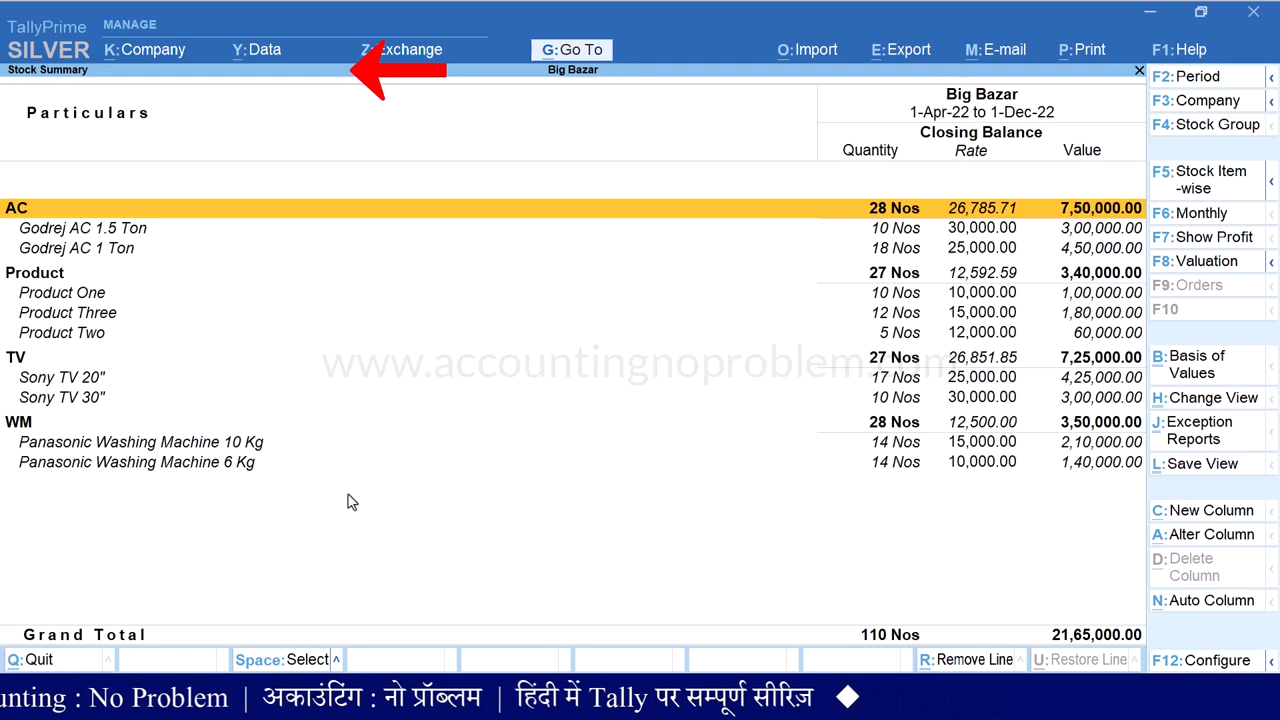 TallyPrime MANAGE
SILVER K:Company Y:Data Z:Exchange G:Go To O:Import E:Export M:E-mail P:Print F1:Help
Stock Summary Big Bazar
Particulars
Big Bazar
1-Apr-22 to 1-Dec-22
Closing Balance
Quantity Rate Value
AC 28 Nos 26,785.71 7,50,000.00
Godrej AC 1.5 Ton 10 Nos 30,000.00 3,00,000.00
Godrej AC 1 Ton 18 Nos 25,000.00 4,50,000.00
Product 27 Nos 12,592.59 3,40,000.00
Product One 10 Nos 10,000.00 1,00,000.00
Product Three 12 Nos 15,000.00 1,80,000.00
Product Two 5 Nos 12,000.00 60,000.00
TV 27 Nos 26,851.85 7,25,000.00
www.accountingnoproblem.com
Sony TV 20" 17 Nos 25,000.00 4,25,000.00
Sony TV 30" 10 Nos 30,000.00 3,00,000.00
WM 28 Nos 12,500.00 3,50,000.00
Panasonic Washing Machine 10 Kg 14 Nos 15,000.00 2,10,000.00
Panasonic Washing Machine 6 Kg 14 Nos 10,000.00 1,40,000.00
Grand Total 110 Nos 21,65,000.00
F2:Period
F3:Company
F4:Stock Group
F5:Stock Item
-wise
F6:Monthly
F7:Show Profit
F8:Valuation
F9:Orders
F10
B:Basis of
Values
H:Change View
J:Exception
Reports
L:Save View
C:New Column
A:Alter Column
D:Delete
Column
N:Auto Column
Q:Quit Space:Select R:Remove Line U:Restore Line F12:Configure
unting : No Problem | अकाउंटिंग : नो प्रॉब्लम | हिंदी में Tally पर सम्पूर्ण सीरिज़